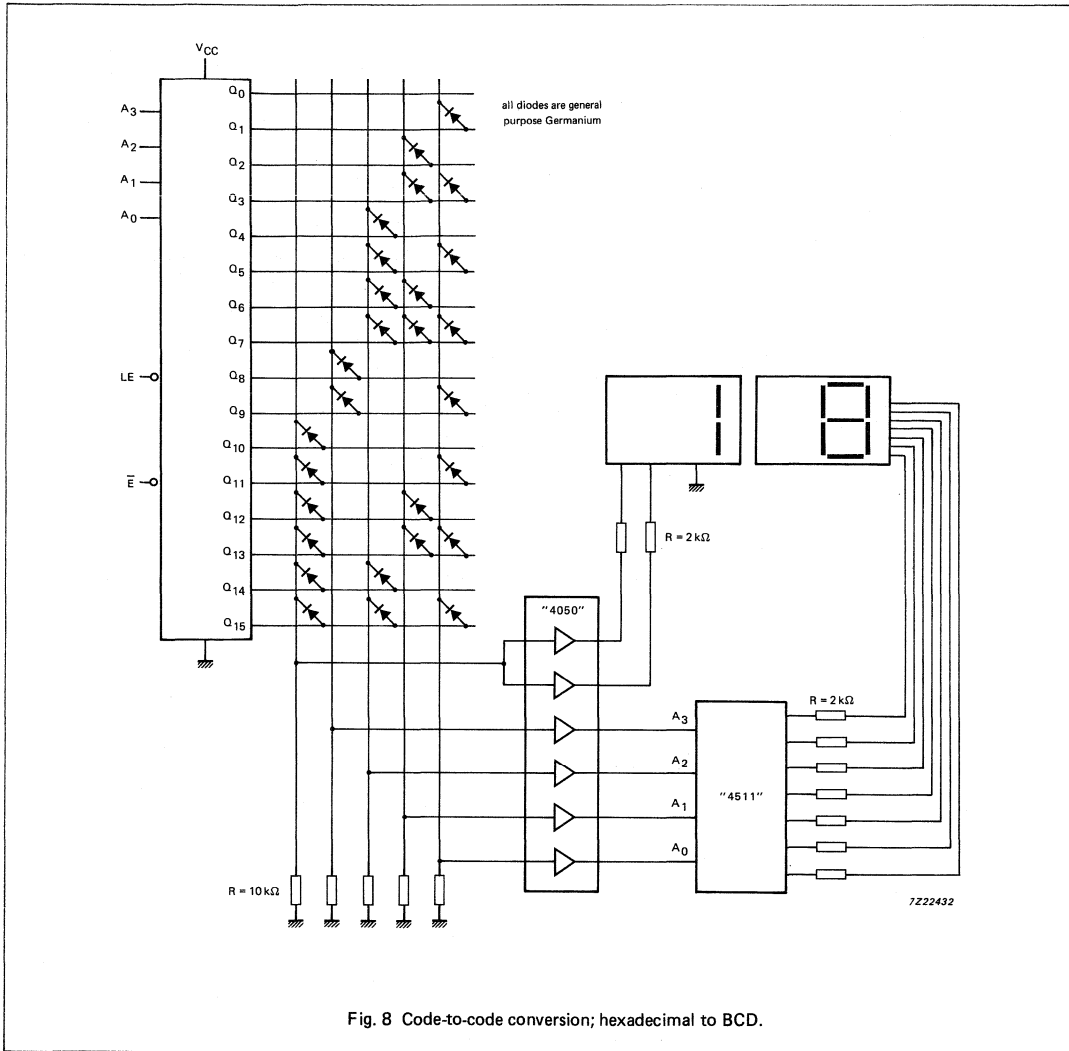 VCC
Q0
A3
all diodes are general
purpose Germanium
Q1
A2
Q2
A1
Q3
A0
Q4
Q5
Q6
Q7
LE
Q8
Q9
Q10
E̅
Q11
Q12
R = 2 kΩ
Q13
Q14
"4050"
Q15
R = 2 kΩ
A3
A2
"4511"
A1
A0
R = 10 kΩ
7Z22432
Fig. 8 Code-to-code conversion; hexadecimal to BCD.